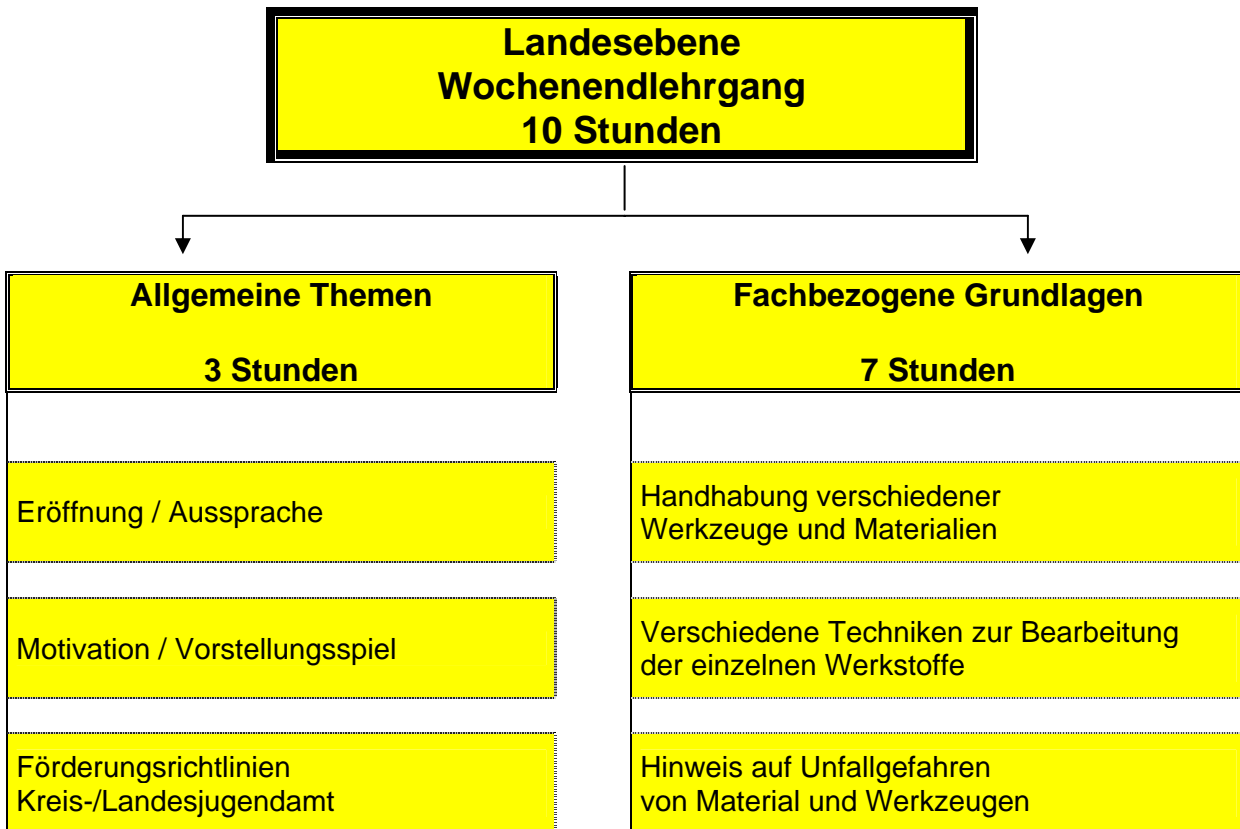 Landesebene
Wochenendlehrgang
10 Stunden
Allgemeine Themen
3 Stunden
Eröffnung / Aussprache
Motivation / Vorstellungsspiel
Förderungsrichtlinien
Kreis-/Landesjugendamt
Fachbezogene Grundlagen
7 Stunden
Handhabung verschiedener
Werkzeuge und Materialien
Verschiedene Techniken zur Bearbeitung
der einzelnen Werkstoffe
Hinweis auf Unfallgefahren
von Material und Werkzeugen